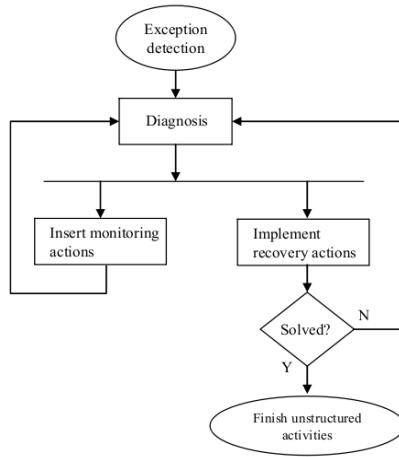 Exception
detection
Diagnosis
Insert monitoring
actions
Implement
recovery actions
Solved?
N
Y
Finish unstructured
activities